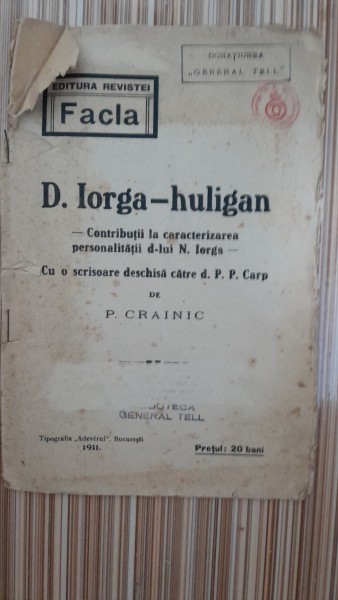 DONAȚIUNEA
„GENERAL TELL"
EDITURA REVISTEI
Facla
D. Iorga—huligan
— Contribuții la caracterizarea
personalității d-lui N. Iorga —
Cu o scrisoare deschisă către d. P. P. Carp
DE
P. CRAINIC
GENERAL TELL
Tipografia „Adevěrul", București
1911.
Prețul: 20 bani